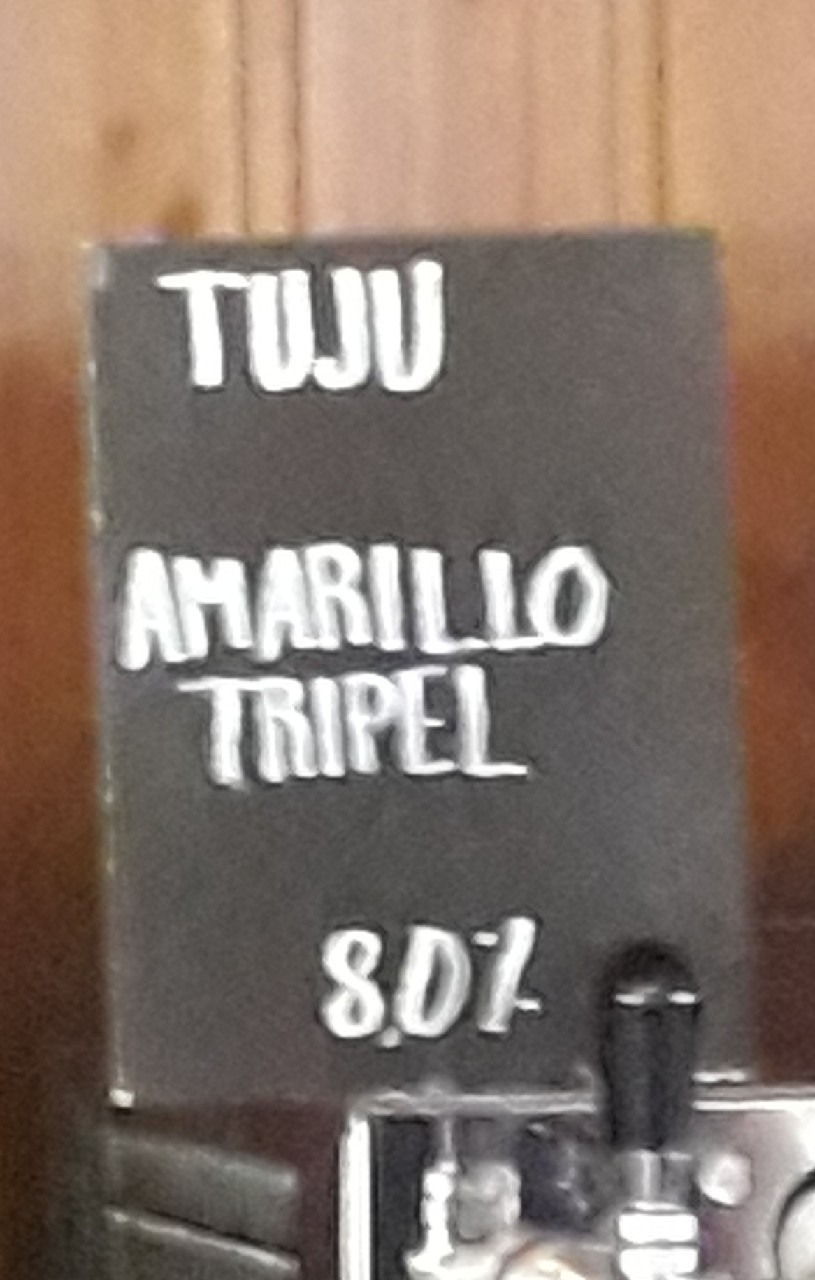 TUJU
AMARILLO
TRIPEL
8.0%